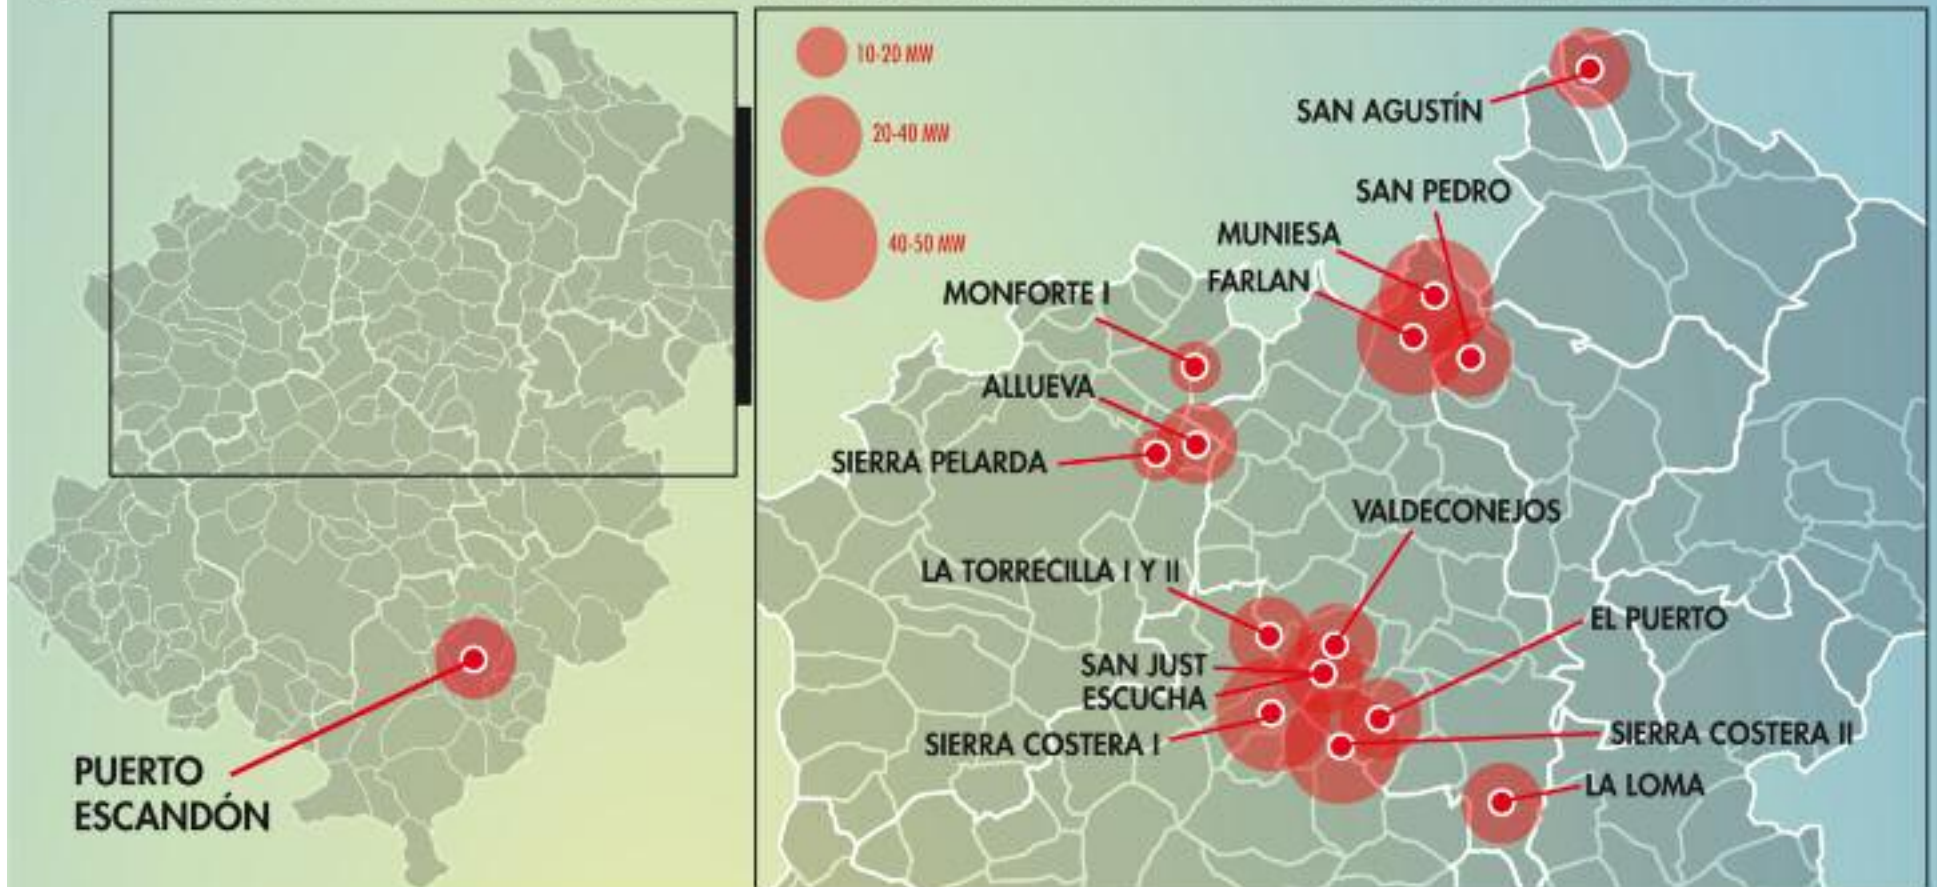 10-20 MW
20-40 MW
40-50 MW
SAN AGUSTÍN
SAN PEDRO
MUNIESA
FARLAN
MONFORTE I
ALLUEVA
SIERRA PELARDA
VALDECONEJOS
LA TORRECILLA I Y II
EL PUERTO
SAN JUST
ESCUCHA
SIERRA COSTERA I
SIERRA COSTERA II
LA LOMA
PUERTO
ESCANDÓN